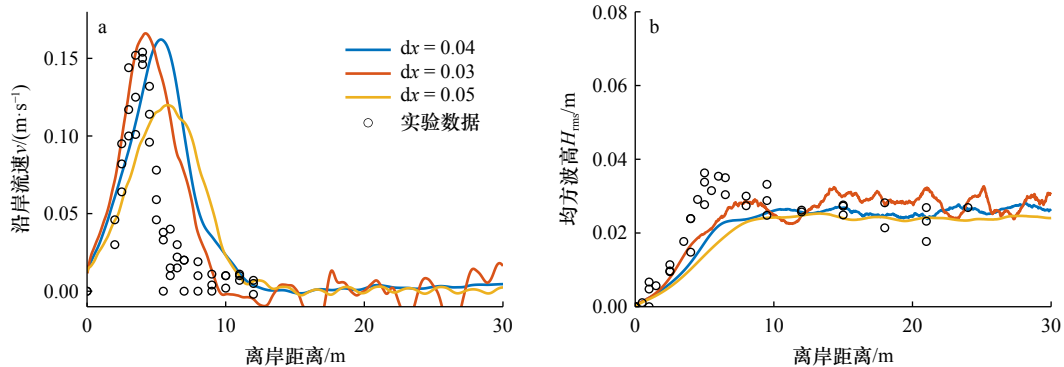 a
沿岸流速v/(m·s⁻¹)
0.15
0.10
0.05
0.00
0
10
20
30
离岸距离/m
dx = 0.04
dx = 0.03
dx = 0.05
实验数据
b
均方波高Hrms/m
0.08
0.06
0.04
0.02
0.00
0
10
20
30
离岸距离/m